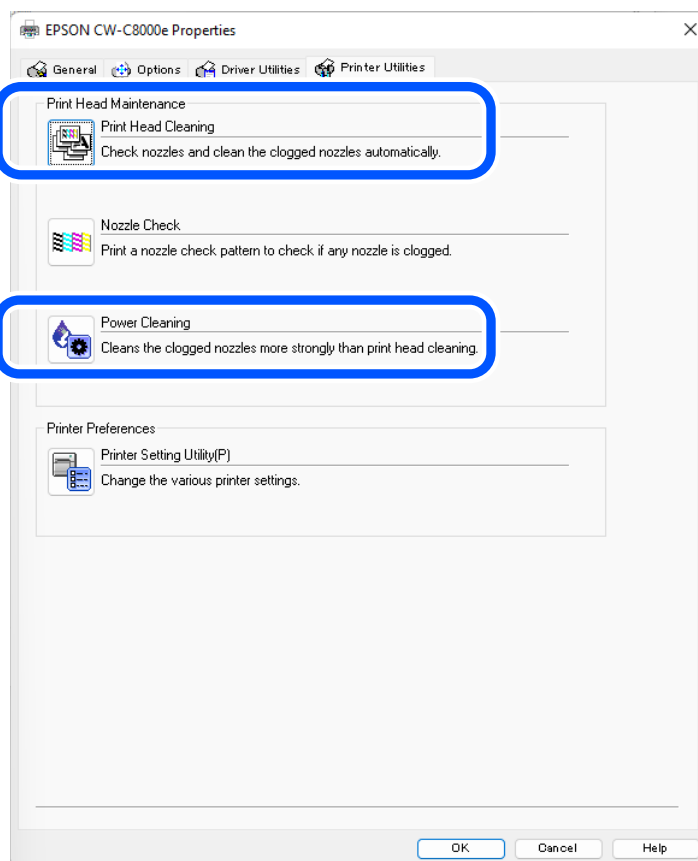 EPSON CW-C8000e Properties
General Options Driver Utilities Printer Utilities
Print Head Maintenance
Print Head Cleaning
Check nozzles and clean the clogged nozzles automatically.
Nozzle Check
Print a nozzle check pattern to check if any nozzle is clogged.
Power Cleaning
Cleans the clogged nozzles more strongly than print head cleaning.
Printer Preferences
Printer Setting Utility(P)
Change the various printer settings.
OK Cancel Help